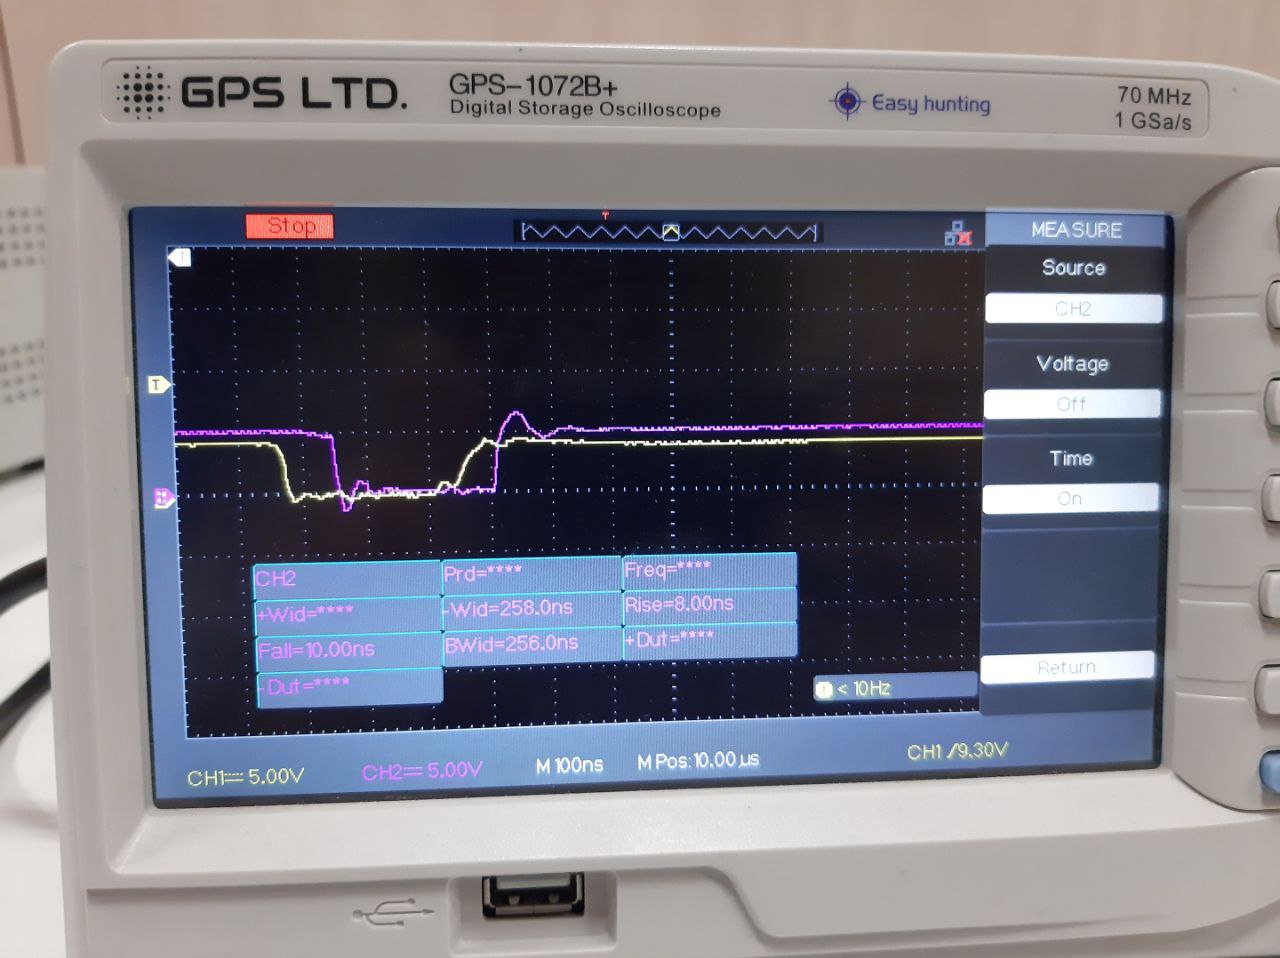 GPS LTD.
GPS-1072B+
Digital Storage Oscilloscope
Easy hunting
70 MHz
1 GSa/s
Stop
T
MEASURE
Source
CH2
Voltage
Off
Time
On
Return
T
CH2
Prd=****
Freq=****
+Wid=****
-Wid=258.0ns
Rise=8.00ns
Fall=10.00ns
BWid=256.0ns
+Dut=****
-Dut=****
< 10Hz
CH1 5.00V
CH2 5.00V
M 100ns
M Pos:10.00 µs
CH1 /9.30V